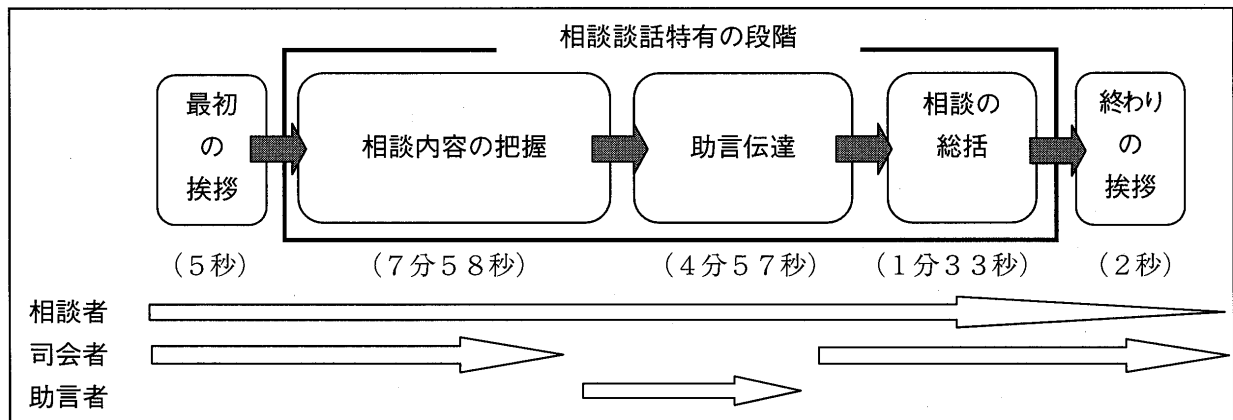 相談談話特有の段階
最初
の
挨拶
相談内容の把握
助言伝達
相談の
総括
終わり
の
挨拶
(5秒)
(7分58秒)
(4分57秒)
(1分33秒)
(2秒)
相談者
司会者
助言者